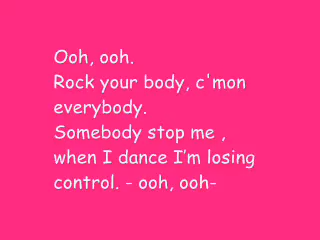 Ooh, ooh.
Rock your body, c'mon
everybody.
Somebody stop me ,
when I dance I’m losing
control. - ooh, ooh-